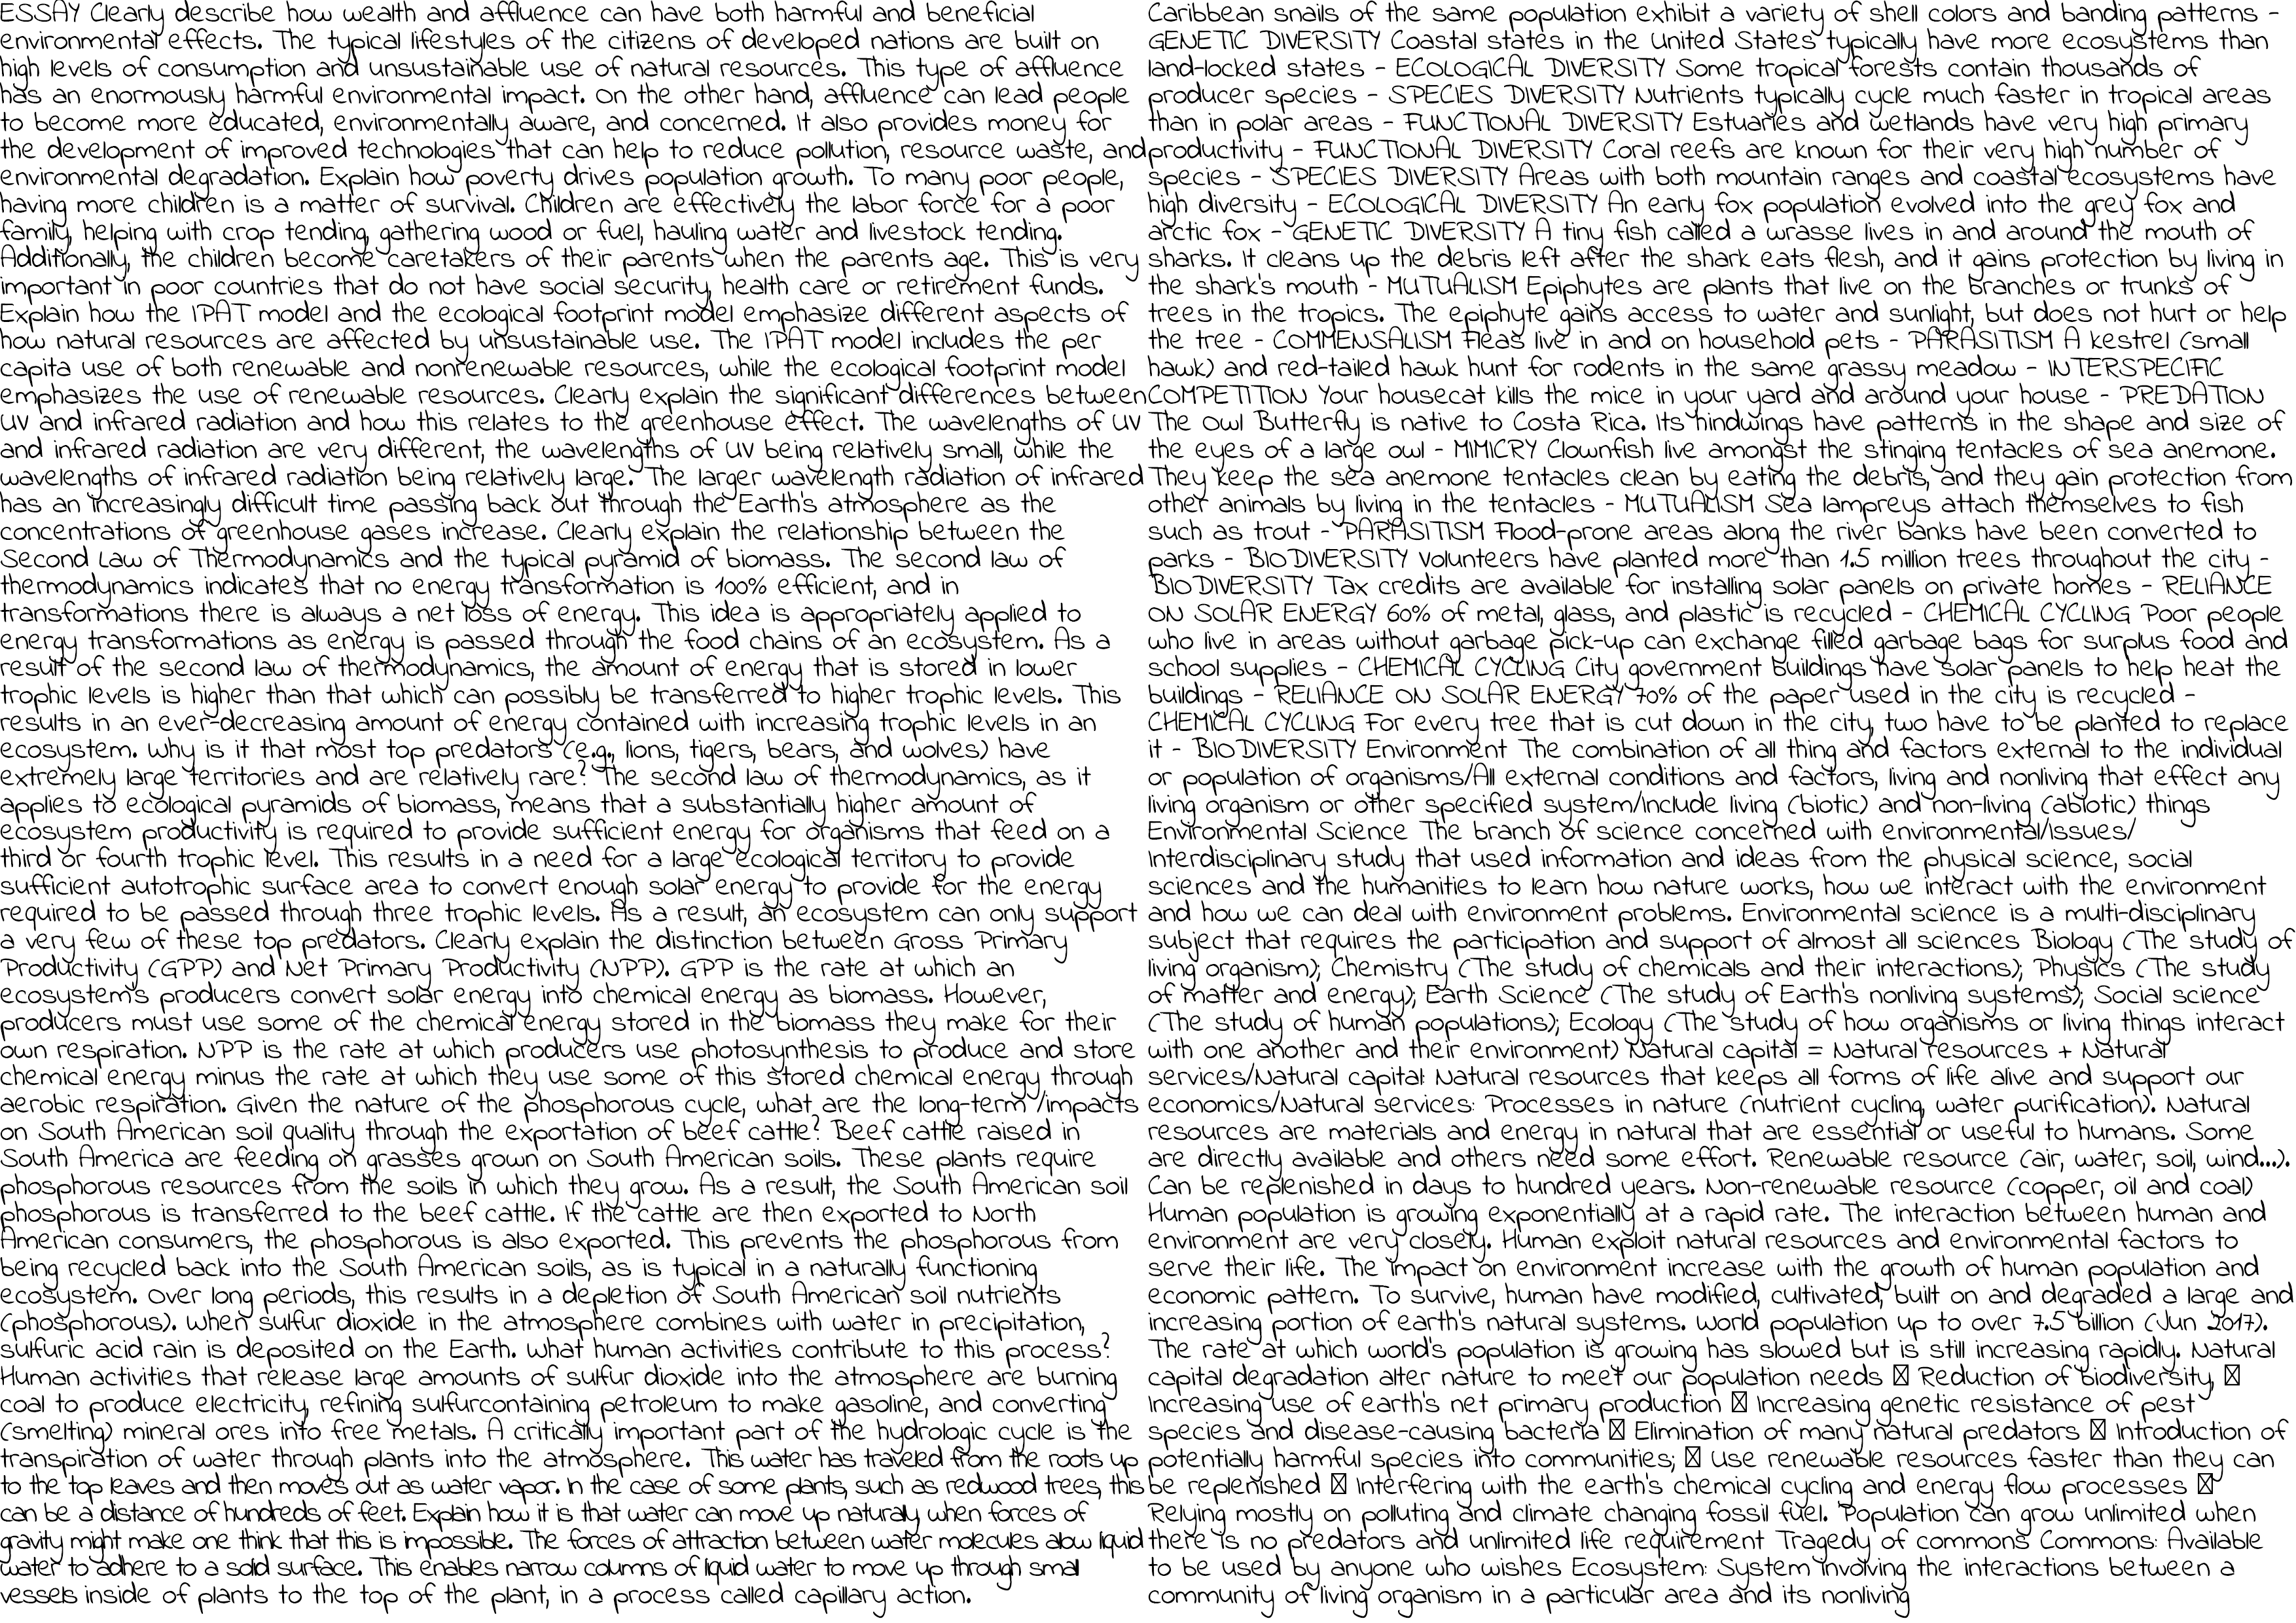 ESSAY Clearly describe how wealth and affluence can have both harmful and beneficial
environmental effects. The typical lifestyles of the citizens of developed nations are built on
high levels of consumption and unsustainable use of natural resources. This type of affluence
has an enormously harmful environmental impact. On the other hand, affluence can lead people
to become more educated, environmentally aware, and concerned. It also provides money for
the development of improved technologies that can help to reduce pollution, resource waste, and
environmental degradation. Explain how poverty drives population growth. To many poor people,
having more children is a matter of survival. Children are effectively the labor force for a poor
family, helping with crop tending, gathering wood or fuel, hauling water and livestock tending.
Additionally, the children become caretakers of their parents when the parents age. This is very
important in poor countries that do not have social security, health care or retirement funds.
Explain how the IPAT model and the ecological footprint model emphasize different aspects of
how natural resources are affected by unsustainable use. The IPAT model includes the per
capita use of both renewable and nonrenewable resources, while the ecological footprint model
emphasizes the use of renewable resources. Clearly explain the significant differences between
UV and infrared radiation and how this relates to the greenhouse effect. The wavelengths of UV
and infrared radiation are very different, the wavelengths of UV being relatively small, while the
wavelengths of infrared radiation being relatively large. The larger wavelength radiation of infrared
has an increasingly difficult time passing back out through the Earth's atmosphere as the
concentrations of greenhouse gases increase. Clearly explain the relationship between the
Second Law of Thermodynamics and the typical pyramid of biomass. The second law of
thermodynamics indicates that no energy transformation is 100% efficient, and in
transformations there is always a net loss of energy. This idea is appropriately applied to
energy transformations as energy is passed through the food chains of an ecosystem. As a
result of the second law of thermodynamics, the amount of energy that is stored in lower
trophic levels is higher than that which can possibly be transferred to higher trophic levels. This
results in an ever-decreasing amount of energy contained with increasing trophic levels in an
ecosystem. Why is it that most top predators (e.g., lions, tigers, bears, and wolves) have
extremely large territories and are relatively rare? The second law of thermodynamics, as it
applies to ecological pyramids of biomass, means that a substantially higher amount of
ecosystem productivity is required to provide sufficient energy for organisms that feed on a
third or fourth trophic level. This results in a need for a large ecological territory to provide
sufficient autotrophic surface area to convert enough solar energy to provide for the energy
required to be passed through three trophic levels. As a result, an ecosystem can only support
a very few of these top predators. Clearly explain the distinction between Gross Primary
Productivity (GPP) and Net Primary Productivity (NPP). GPP is the rate at which an
ecosystem's producers convert solar energy into chemical energy as biomass. However,
producers must use some of the chemical energy stored in the biomass they make for their
own respiration. NPP is the rate at which producers use photosynthesis to produce and store
chemical energy minus the rate at which they use some of this stored chemical energy through
aerobic respiration. Given the nature of the phosphorous cycle, what are the long-term /impacts
on South American soil quality through the exportation of beef cattle? Beef cattle raised in
South America are feeding on grasses grown on South American soils. These plants require
phosphorous resources from the soils in which they grow. As a result, the South American soil
phosphorous is transferred to the beef cattle. If the cattle are then exported to North
American consumers, the phosphorous is also exported. This prevents the phosphorous from
being recycled back into the South American soils, as is typical in a naturally functioning
ecosystem. Over long periods, this results in a depletion of South American soil nutrients
(phosphorous). When sulfur dioxide in the atmosphere combines with water in precipitation,
sulfuric acid rain is deposited on the Earth. What human activities contribute to this process?
Human activities that release large amounts of sulfur dioxide into the atmosphere are burning
coal to produce electricity, refining sulfurcontaining petroleum to make gasoline, and converting
(smelting) mineral ores into free metals. A critically important part of the hydrologic cycle is the
transpiration of water through plants into the atmosphere. This water has traveled from the roots up
to the top leaves and then moves out as water vapor. In the case of some plants, such as redwood trees, this
can be a distance of hundreds of feet. Explain how it is that water can move up naturally when forces of
gravity might make one think that this is impossible. The forces of attraction between water molecules allow liquid
water to adhere to a solid surface. This enables narrow columns of liquid water to move up through small
vessels inside of plants to the top of the plant, in a process called capillary action.
Caribbean snails of the same population exhibit a variety of shell colors and banding patterns -
GENETIC DIVERSITY Coastal states in the United States typically have more ecosystems than
land-locked states - ECOLOGICAL DIVERSITY Some tropical forests contain thousands of
producer species - SPECIES DIVERSITY Nutrients typically cycle much faster in tropical areas
than in polar areas - FUNCTIONAL DIVERSITY Estuaries and wetlands have very high primary
productivity - FUNCTIONAL DIVERSITY Coral reefs are known for their very high number of
species - SPECIES DIVERSITY Areas with both mountain ranges and coastal ecosystems have
high diversity - ECOLOGICAL DIVERSITY An early fox population evolved into the grey fox and
arctic fox - GENETIC DIVERSITY A tiny fish called a wrasse lives in and around the mouth of
sharks. It cleans up the debris left after the shark eats flesh, and it gains protection by living in
the shark's mouth - MUTUALISM Epiphytes are plants that live on the branches or trunks of
trees in the tropics. The epiphyte gains access to water and sunlight, but does not hurt or help
the tree - COMMENSALISM Fleas live in and on household pets - PARASITISM A kestrel (small
hawk) and red-tailed hawk hunt for rodents in the same grassy meadow - INTERSPECIFIC
COMPETITION Your housecat kills the mice in your yard and around your house - PREDATION
The Owl Butterfly is native to Costa Rica. Its hindwings have patterns in the shape and size of
the eyes of a large owl - MIMICRY Clownfish live amongst the stinging tentacles of sea anemone.
They keep the sea anemone tentacles clean by eating the debris, and they gain protection from
other animals by living in the tentacles - MUTUALISM Sea lampreys attach themselves to fish
such as trout - PARASITISM Flood-prone areas along the river banks have been converted to
parks - BIODIVERSITY Volunteers have planted more than 1.5 million trees throughout the city -
BIODIVERSITY Tax credits are available for installing solar panels on private homes - RELIANCE
ON SOLAR ENERGY 60% of metal, glass, and plastic is recycled - CHEMICAL CYCLING Poor people
who live in areas without garbage pick-up can exchange filled garbage bags for surplus food and
school supplies - CHEMICAL CYCLING City government buildings have solar panels to help heat the
buildings - RELIANCE ON SOLAR ENERGY 70% of the paper used in the city is recycled -
CHEMICAL CYCLING For every tree that is cut down in the city, two have to be planted to replace
it - BIODIVERSITY Environment The combination of all thing and factors external to the individual
or population of organisms/All external conditions and factors, living and nonliving that effect any
living organism or other specified system/include living (biotic) and non-living (abiotic) things
Environmental Science The branch of science concerned with environmental/issues/
Interdisciplinary study that used information and ideas from the physical science, social
sciences and the humanities to learn how nature works, how we interact with the environment
and how we can deal with environment problems. Environmental science is a multi-disciplinary
subject that requires the participation and support of almost all sciences Biology (The study of
living organism); Chemistry (The study of chemicals and their interactions); Physics (The study
of matter and energy); Earth Science (The study of Earth's nonliving systems); Social science
(The study of human populations); Ecology (The study of how organisms or living things interact
with one another and their environment) Natural capital = Natural resources + Natural
services/Natural capital: Natural resources that keeps all forms of life alive and support our
economics/Natural services: Processes in nature (nutrient cycling, water purification). Natural
resources are materials and energy in natural that are essential or useful to humans. Some
are directly available and others need some effort. Renewable resource (air, water, soil, wind...).
Can be replenished in days to hundred years. Non-renewable resource (copper, oil and coal)
Human population is growing exponentially at a rapid rate. The interaction between human and
environment are very closely. Human exploit natural resources and environmental factors to
serve their life. The impact on environment increase with the growth of human population and
economic pattern. To survive, human have modified, cultivated, built on and degraded a large and
increasing portion of earth's natural systems. World population up to over 7.5 billion (Jun 2017).
The rate at which world's population is growing has slowed but is still increasing rapidly. Natural
capital degradation alter nature to meet our population needs Reduction of biodiversity,
Increasing use of earth's net primary production Increasing genetic resistance of pest
species and disease-causing bacteria Elimination of many natural predators Introduction of
potentially harmful species into communities; Use renewable resources faster than they can
be replenished Interfering with the earth's chemical cycling and energy flow processes
Relying mostly on polluting and climate changing fossil fuel. Population can grow unlimited when
there is no predators and unlimited life requirement Tragedy of commons Commons: Available
to be used by anyone who wishes Ecosystem: System involving the interactions between a
community of living organism in a particular area and its nonliving